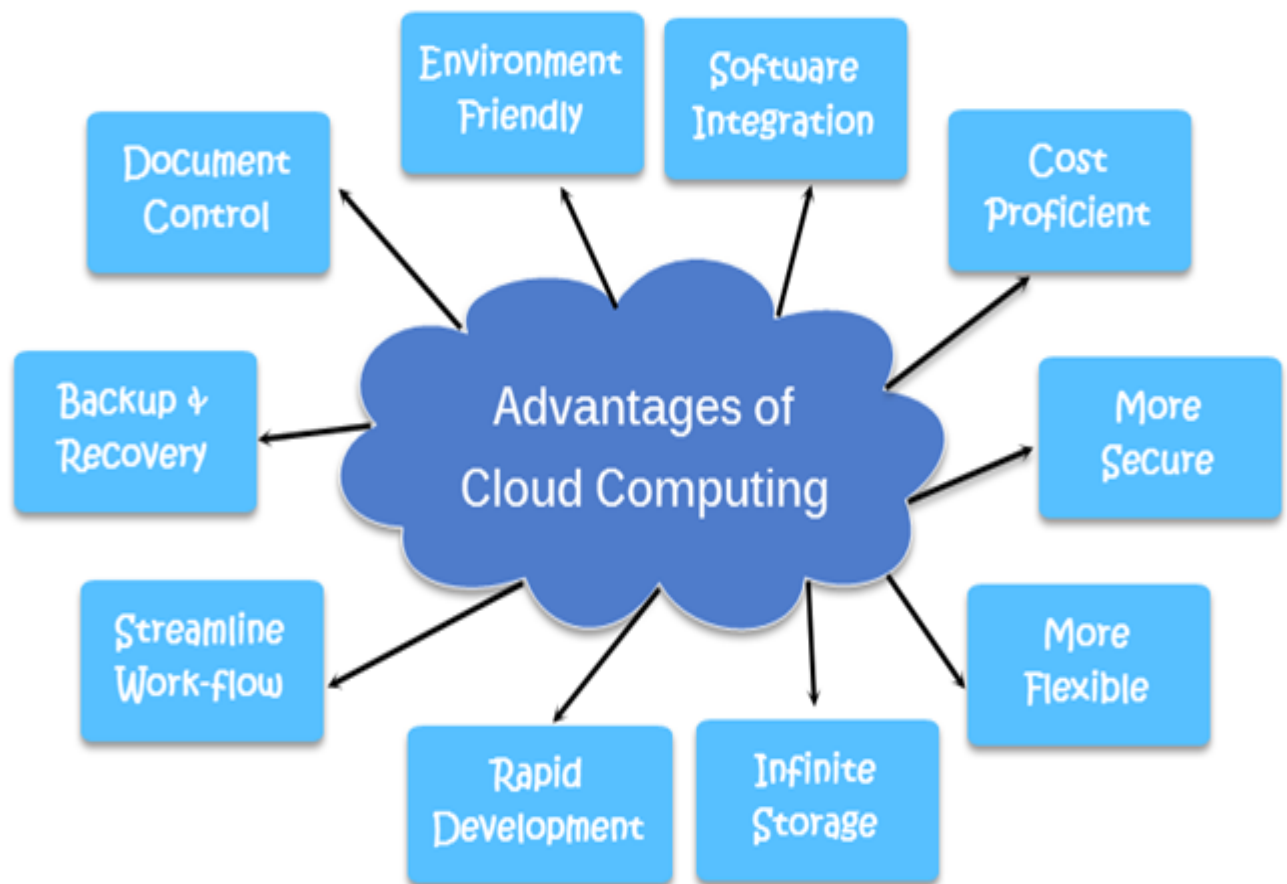 Environment
Friendly
Software
Integration
Document
Control
Cost
Proficient
Advantages of
Cloud Computing
Backup &
Recovery
More
Secure
Streamline
Work-flow
More
Flexible
Rapid
Development
Infinite
Storage